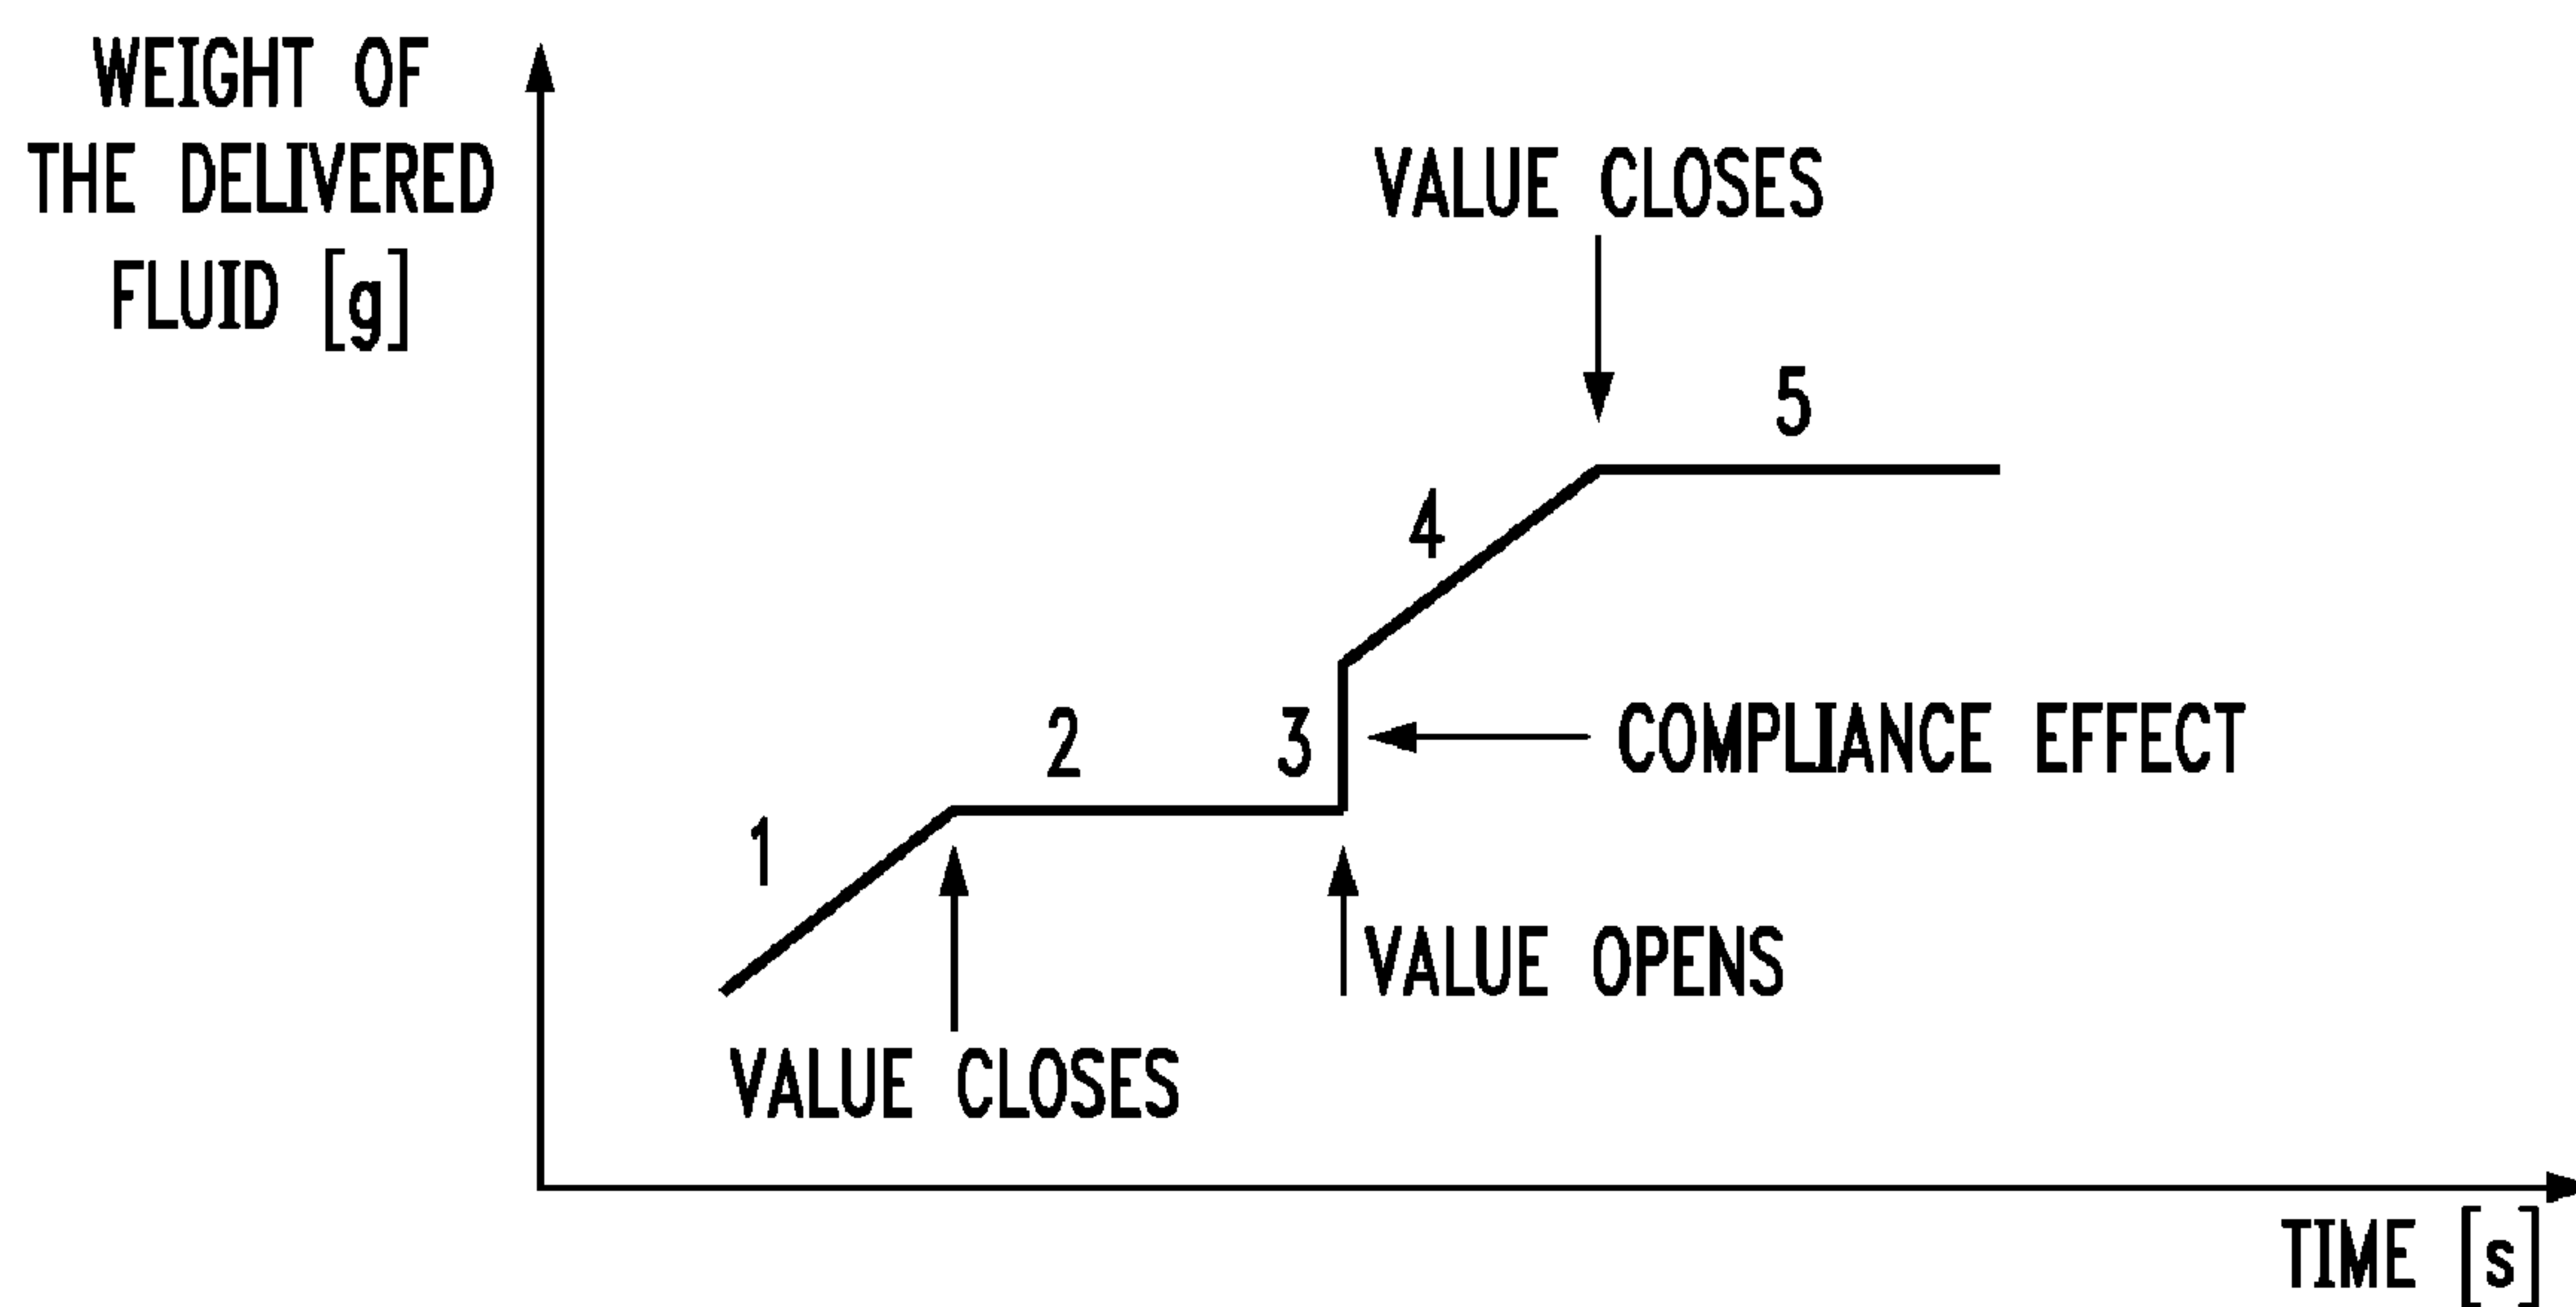 WEIGHT OF
THE DELIVERED
FLUID [g]
VALUE CLOSES
5
4
2
3
COMPLIANCE EFFECT
1
VALUE OPENS
VALUE CLOSES
TIME [s]